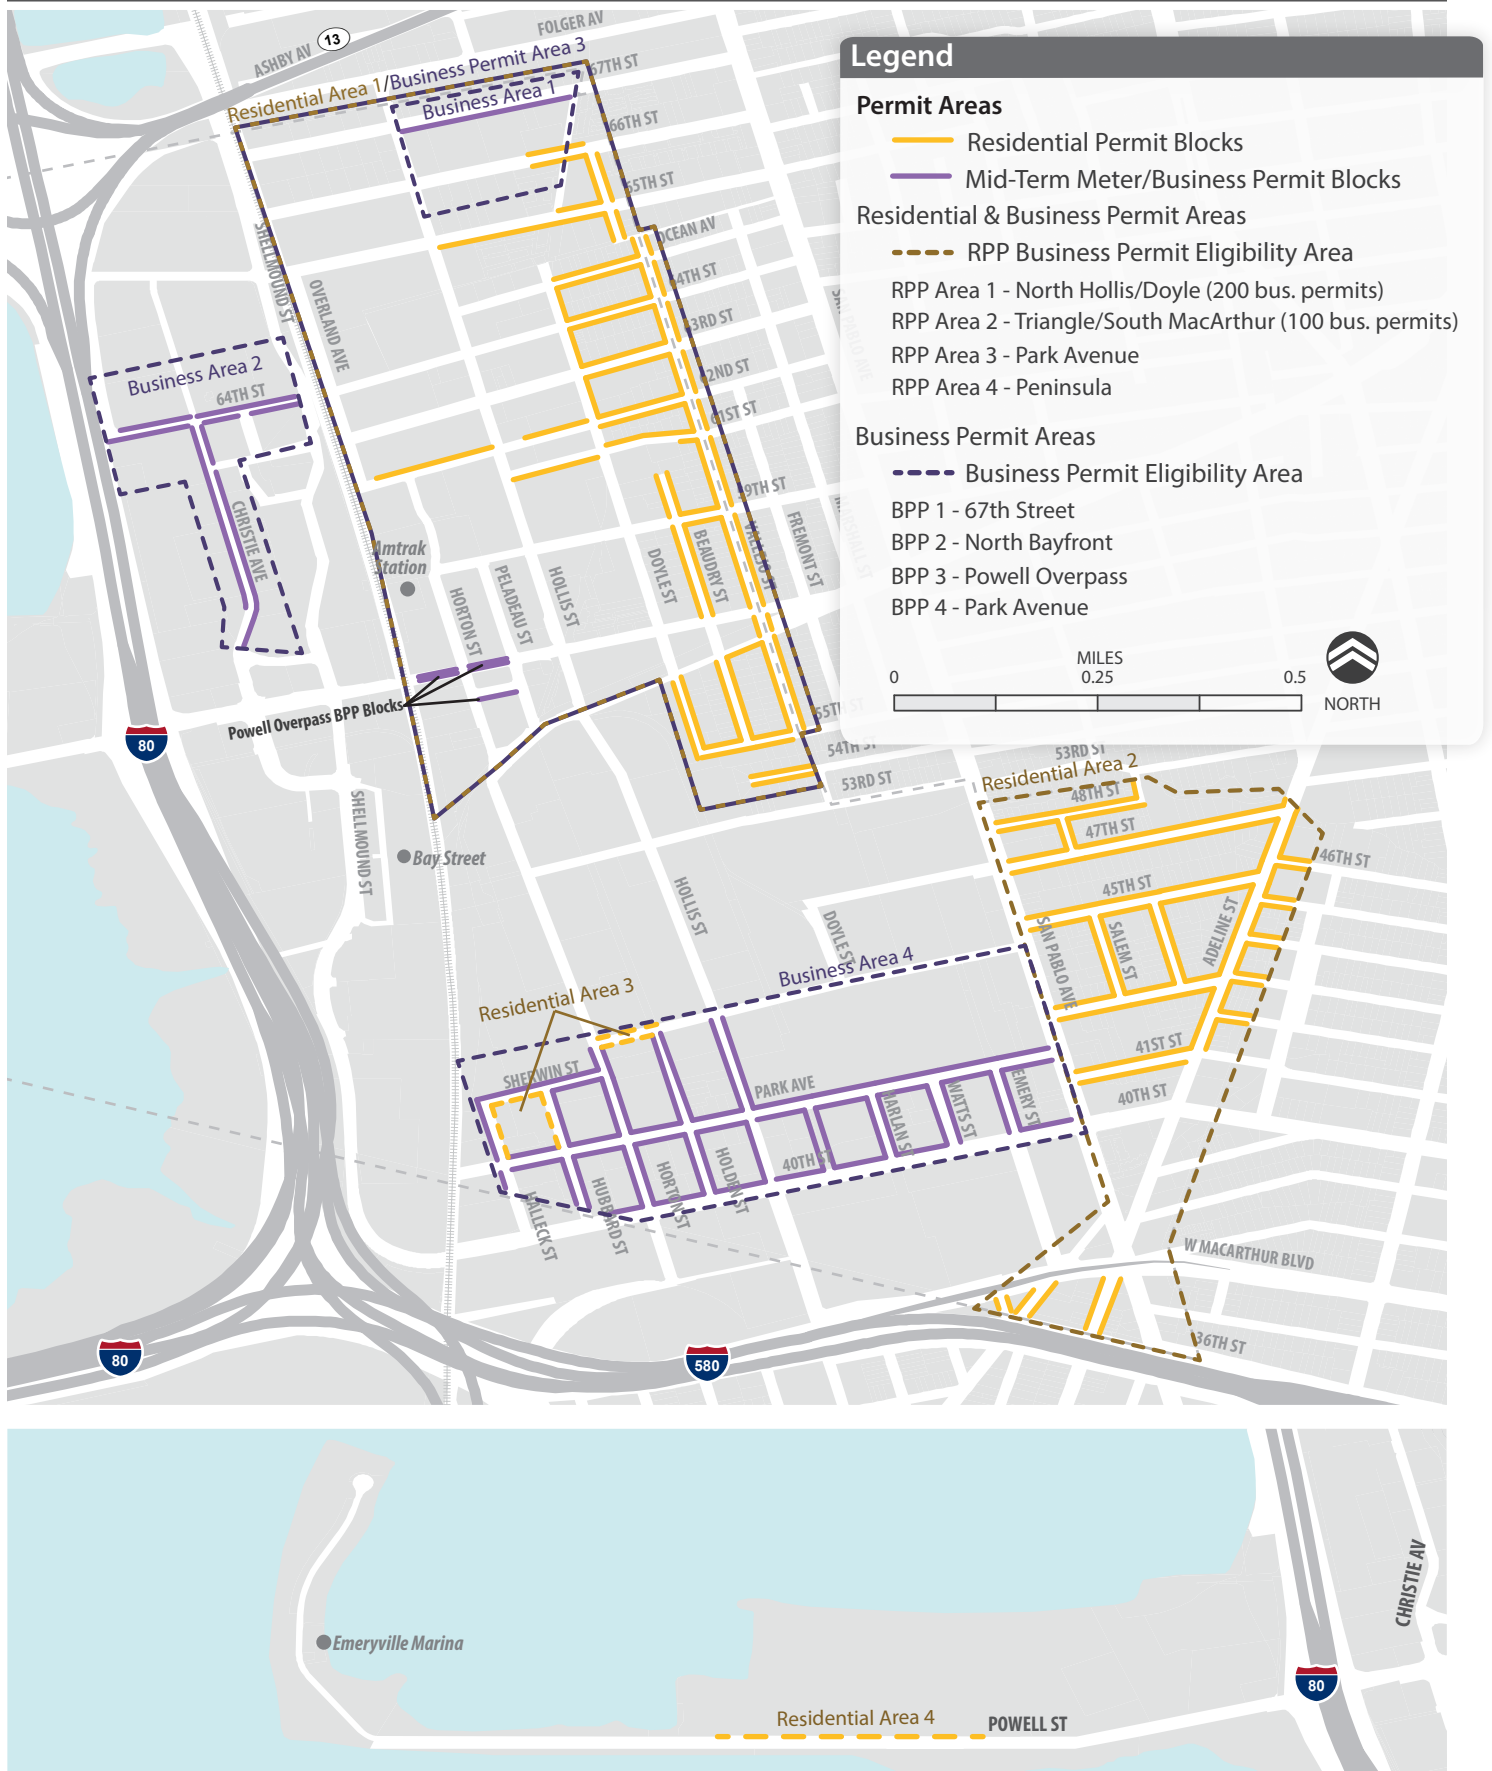 FOLGER AV
ASHBY AV
13
Residential Area 1/Business Permit Area 3
67TH ST
Business Area 1
66TH ST
65TH ST
OCEAN AV
SHELLMOUND ST
OVERLAND AVE
Business Area 2
64TH ST
CHRISTIE AVE
Amtrak
Station
HORTON ST
PELADEAU ST
HOLLIS ST
DOYLE ST
BEAUDRY ST
VALLEJO ST
FREMONT ST
61ST ST
Powell Overpass BPP Blocks
80
SHELLMOUND ST
Bay Street
54TH ST
53RD ST
Legend
Permit Areas
Residential Permit Blocks
Mid-Term Meter/Business Permit Blocks
Residential & Business Permit Areas
RPP Business Permit Eligibility Area
RPP Area 1 - North Hollis/Doyle (200 bus. permits)
RPP Area 2 - Triangle/South MacArthur (100 bus. permits)
RPP Area 3 - Park Avenue
RPP Area 4 - Peninsula
Business Permit Areas
Business Permit Eligibility Area
BPP 1 - 67th Street
BPP 2 - North Bayfront
BPP 3 - Powell Overpass
BPP 4 - Park Avenue
MILES
0 0.25 0.5
NORTH
53RD ST
Residential Area 2
48TH ST
47TH ST
46TH ST
45TH ST
SAN PABLO AVE
SALEM ST
ADELINE ST
41ST ST
40TH ST
HOLLIS ST
DOYLE ST
Business Area 4
Residential Area 3
SHERWIN ST
PARK AVE
HARLAN ST
WATTS ST
EMERY ST
40TH ST
HALLECK ST
HUBBARD ST
HORTON ST
HOLDEN ST
W MACARTHUR BLVD
36TH ST
80
580
CHRISTIE AV
Emeryville Marina
Residential Area 4
POWELL ST
80